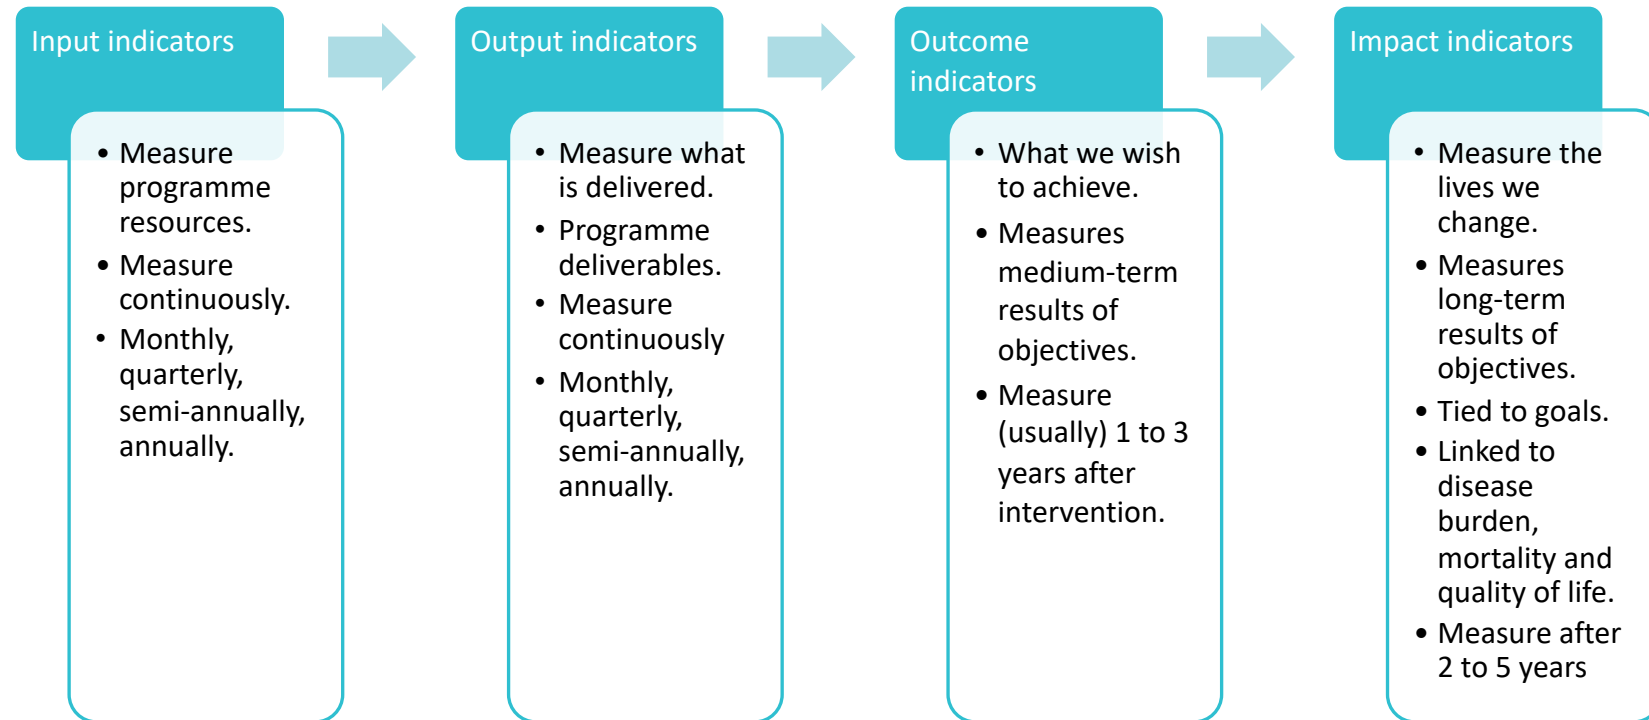 Input indicators
• Measure
programme
resources.
• Measure
continuously.
• Monthly,
quarterly,
semi-annually,
annually.
Output indicators
• Measure what
is delivered.
• Programme
deliverables.
• Measure
continuously
• Monthly,
quarterly,
semi-annually,
annually.
Outcome
indicators
• What we wish
to achieve.
• Measures
medium-term
results of
objectives.
• Measure
(usually) 1 to 3
years after
intervention.
Impact indicators
• Measure the
lives we
change.
• Measures
long-term
results of
objectives.
• Tied to goals.
• Linked to
disease
burden,
mortality and
quality of life.
• Measure after
2 to 5 years